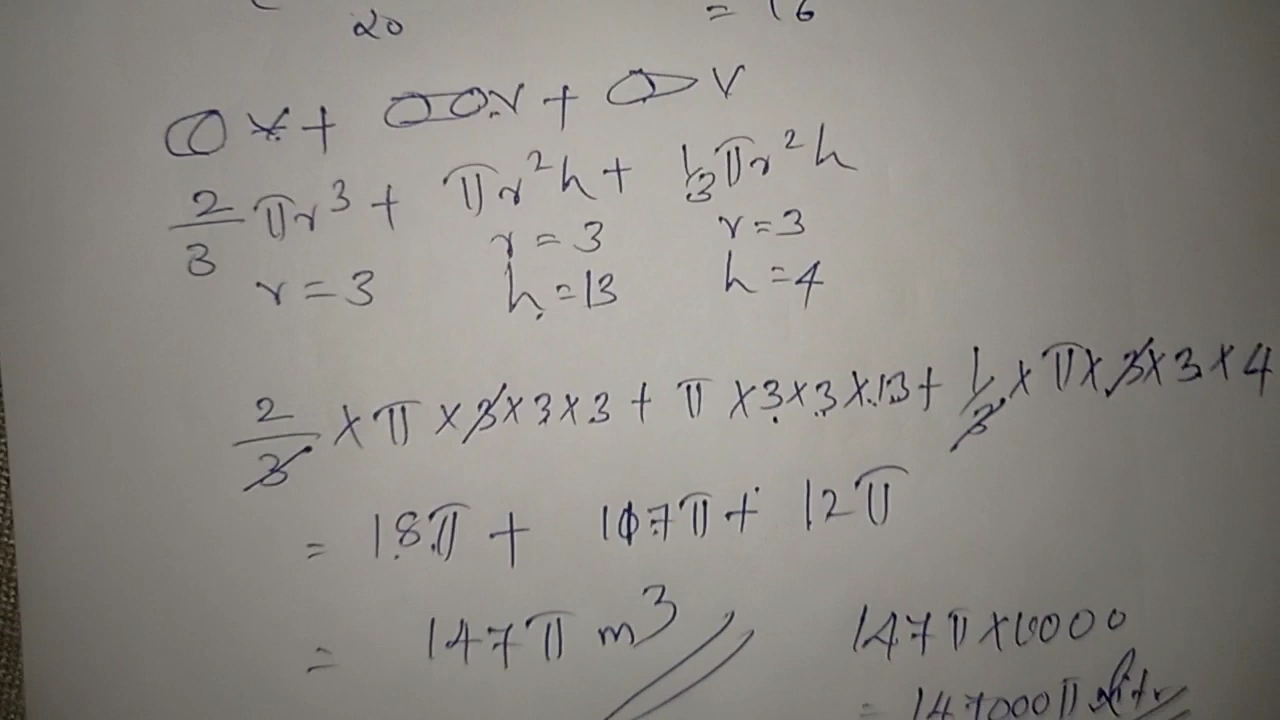 20
= 16
V + V + V
2/3 πr³ + πr²h + 1/3 πr²h
r = 3 r = 3 r = 3
h = 13 h = 4
2/3 × π × 3 × 3 × 3 + π × 3 × 3 × 13 + 1/3 × π × 3 × 3 × 4
= 18π + 117π + 12π
= 147π m³
147π × 1000
= 147000π litr